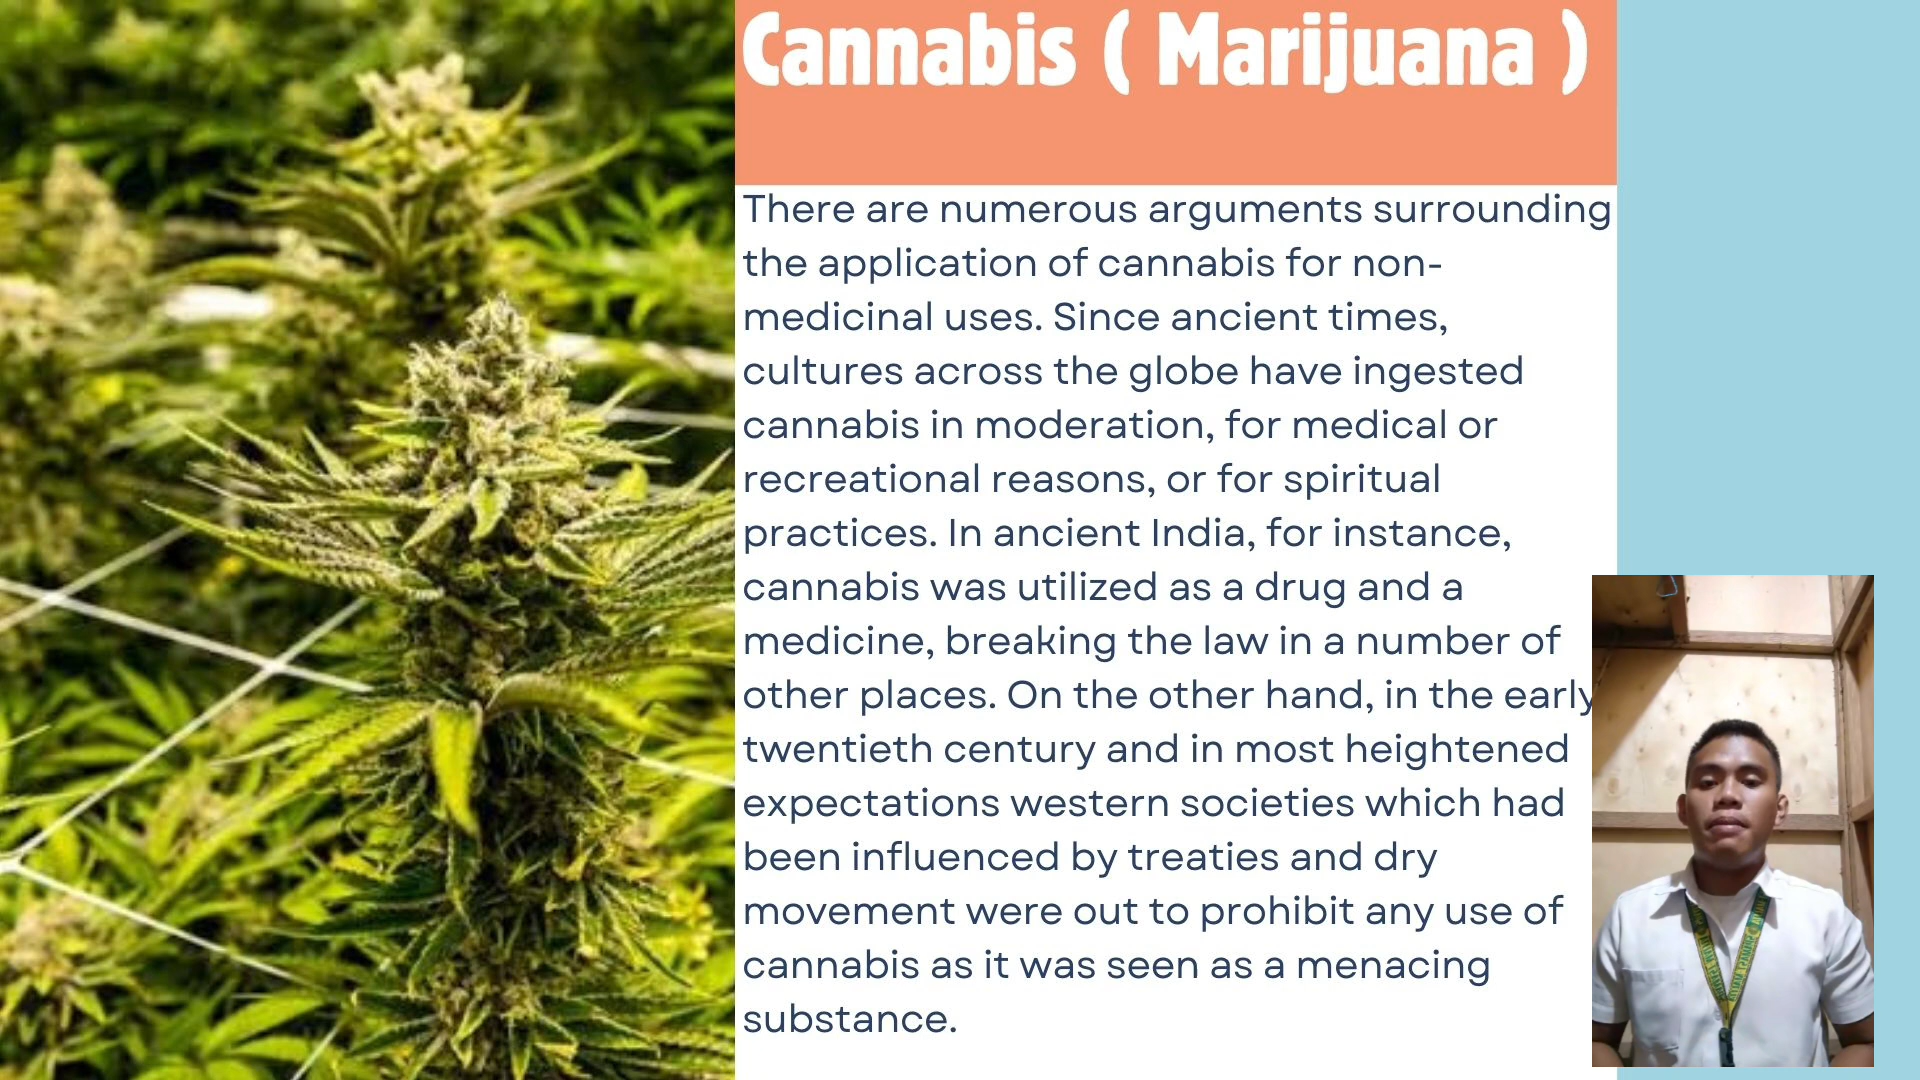 Cannabis ( Marijuana )
There are numerous arguments surrounding
the application of cannabis for non-
medicinal uses. Since ancient times,
cultures across the globe have ingested
cannabis in moderation, for medical or
recreational reasons, or for spiritual
practices. In ancient India, for instance,
cannabis was utilized as a drug and a
medicine, breaking the law in a number of
other places. On the other hand, in the early
twentieth century and in most heightened
expectations western societies which had
been influenced by treaties and dry
movement were out to prohibit any use of
cannabis as it was seen as a menacing
substance.